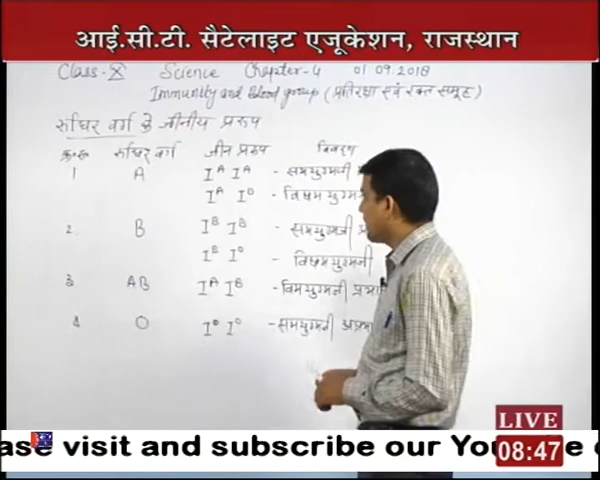 आई.सी.टी. सैटेलाइट एजूकेशन, राजस्थान
Class-X Science Chapter-4 01.09.2018
Immunity and Blood group (प्रतिरक्षा एवं रक्त समूह)
रूधिर वर्ग के जीनीय प्ररूप
क्र.सं. रूधिर वर्ग जीन प्ररूप विवरण
1 A Iᴬ Iᴬ - समयुग्मजी
Iᴬ Iᴼ - विषमयुग्म
2. B Iᴮ Iᴮ - समयुग्मजी
Iᴮ Iᴼ - विषमयुग्मजी
3 AB Iᴬ Iᴮ - विमयुग्मजी
4 O Iᴼ Iᴼ - समयुग्मजी
LIVE
ase visit and subscribe our You
08:47